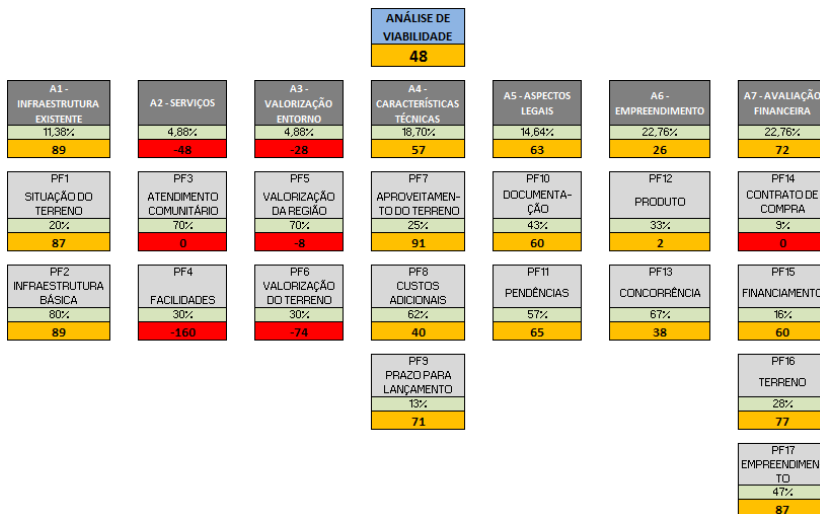 ANÁLISE DE
VIABILIDADE
48
A1 -
INFRAESTRUTURA
EXISTENTE
11,38%
89
A2 - SERVIÇOS
4,88%
-48
A3 -
VALORIZAÇÃO
ENTORNO
4,88%
-28
A4 -
CARACTERÍSTICAS
TÉCNICAS
18,70%
57
A5 - ASPECTOS
LEGAIS
14,64%
63
A6 -
EMPREENDIMENTO
22,76%
26
A7 - AVALIAÇÃO
FINANCEIRA
22,76%
72
PF1
SITUAÇÃO DO
TERRENO
20%
87
PF3
ATENDIMENTO
COMUNITÁRIO
70%
0
PF5
VALORIZAÇÃO
DA REGIÃO
70%
-8
PF7
APROVEITAMEN-
TO DO TERRENO
25%
91
PF10
DOCUMENTA-
ÇÃO
43%
60
PF12
PRODUTO
33%
2
PF14
CONTRATO DE
COMPRA
9%
0
PF2
INFRAESTRUTURA
BÁSICA
80%
89
PF4
FACILIDADES
30%
-160
PF6
VALORIZAÇÃO
DO TERRENO
30%
-74
PF8
CUSTOS
ADICIONAIS
62%
40
PF11
PENDÊNCIAS
57%
65
PF13
CONCORRÊNCIA
67%
38
PF15
FINANCIAMENTO
16%
60
PF9
PRAZO PARA
LANÇAMENTO
13%
71
PF16
TERRENO
28%
77
PF17
EMPREENDIMEN
TO
47%
87